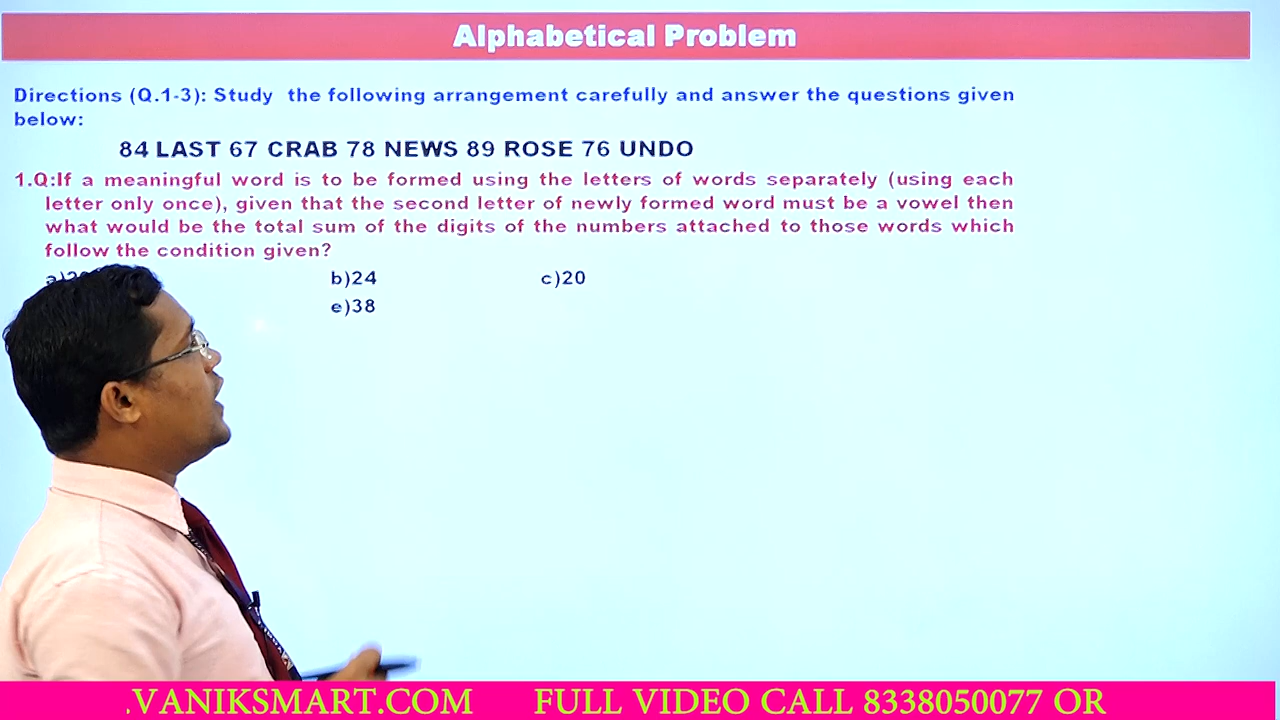 Alphabetical Problem
Directions (Q.1-3): Study the following arrangement carefully and answer the questions given
below:
84 LAST 67 CRAB 78 NEWS 89 ROSE 76 UNDO
1.Q:If a meaningful word is to be formed using the letters of words separately (using each
letter only once), given that the second letter of newly formed word must be a vowel then
what would be the total sum of the digits of the numbers attached to those words which
follow the condition given?
b)24 c)20
e)38
.VANIKSMART.COM FULL VIDEO CALL 8338050077 OR